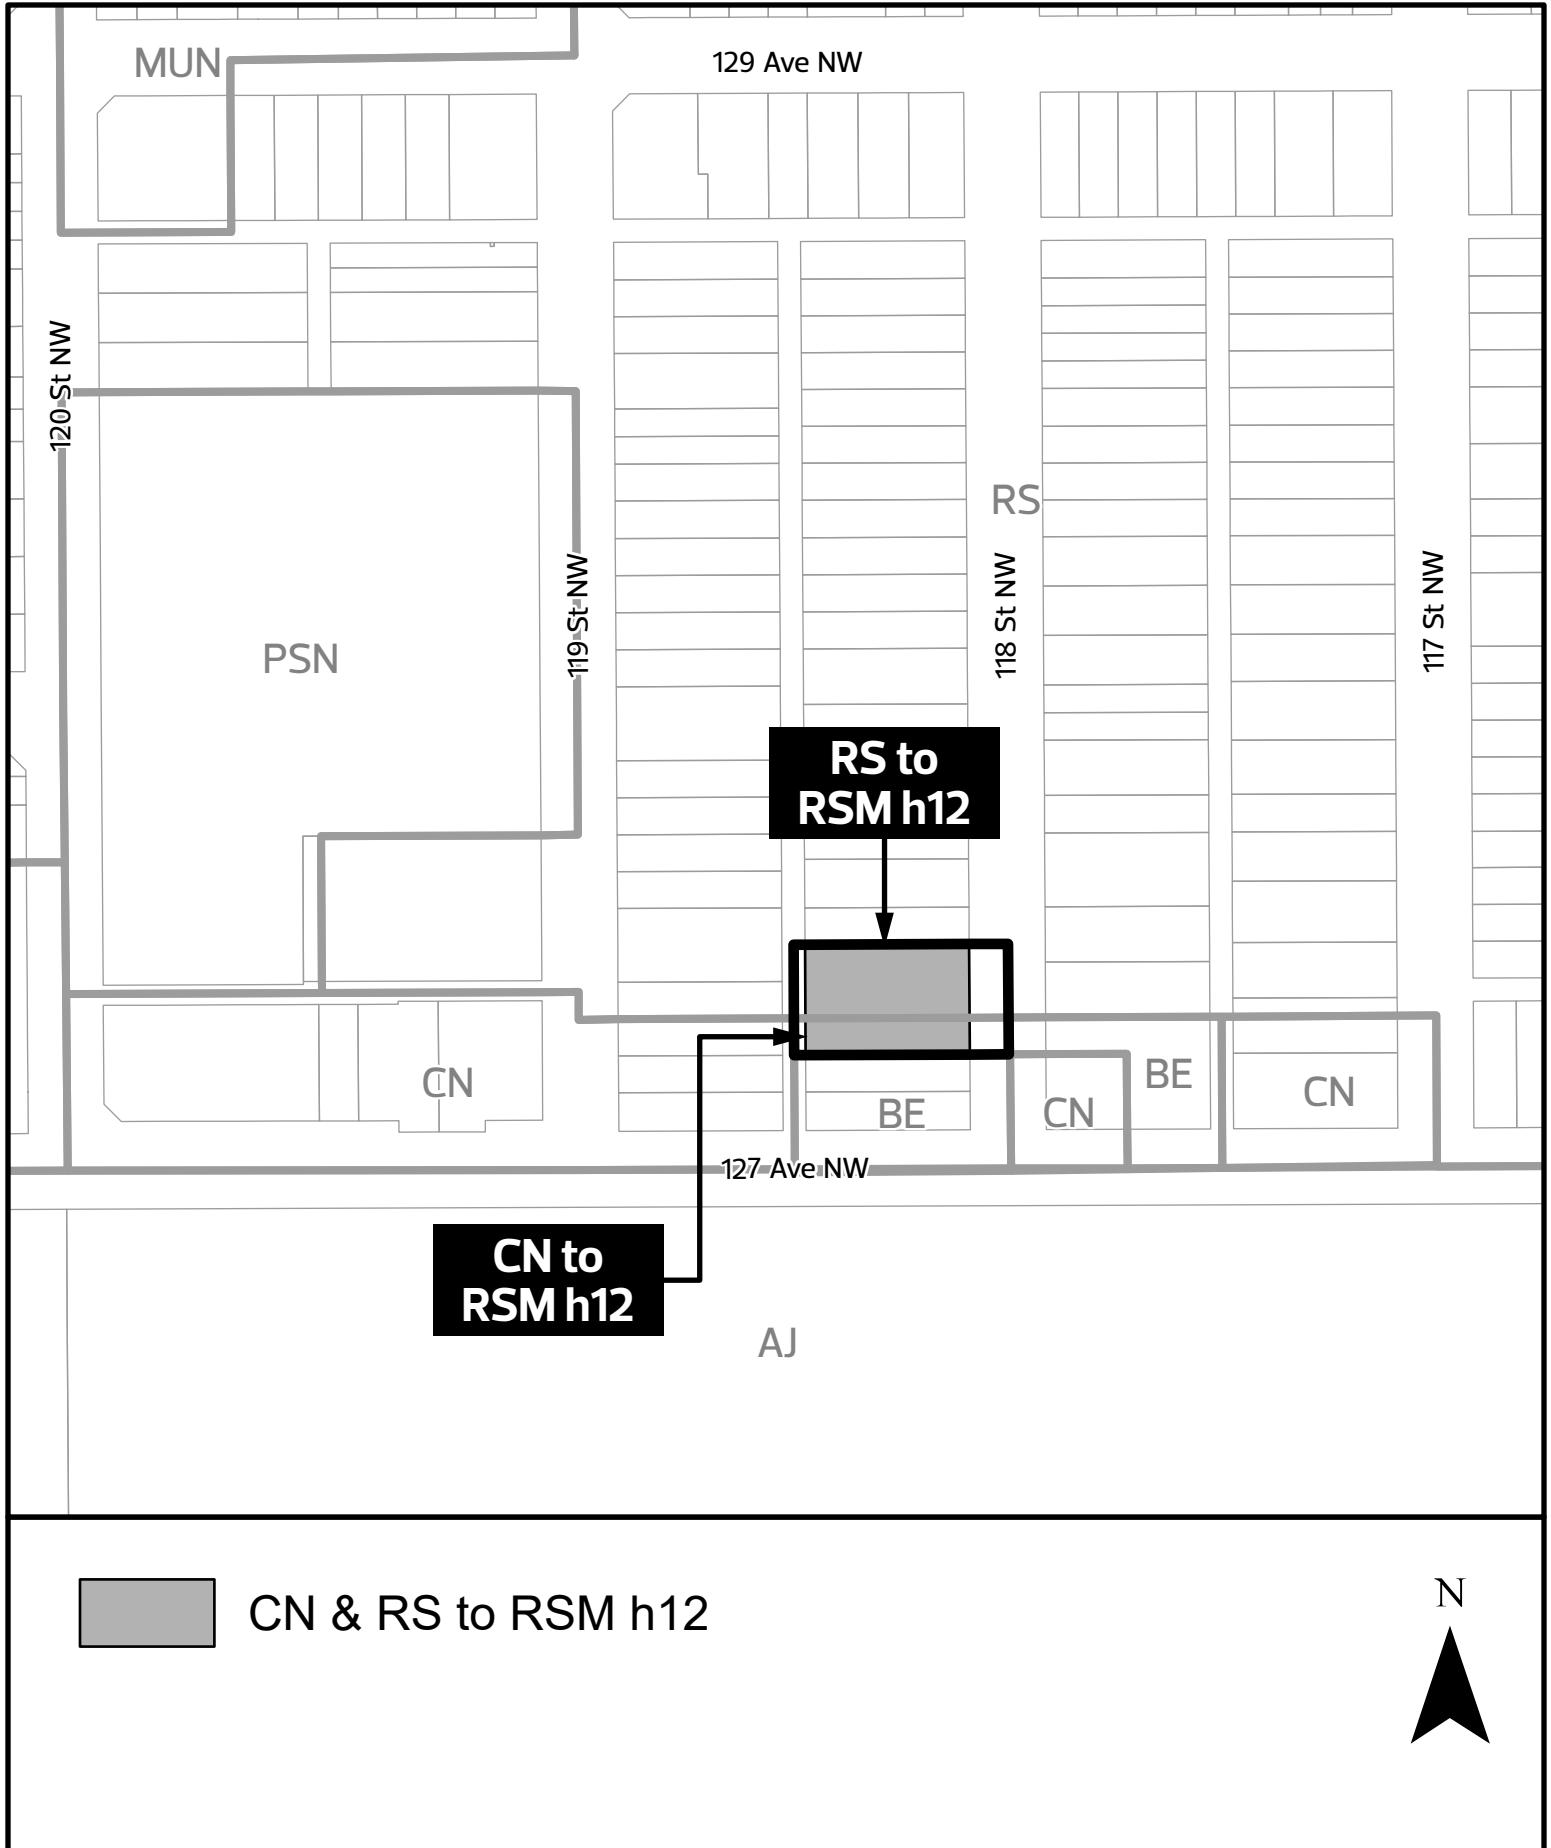 MUN
129 Ave NW
120 St NW
RS
119 St NW
118 St NW
117 St NW
PSN
RS to
RSM h12
CN
BE
CN
BE
CN
127 Ave NW
CN to
RSM h12
AJ
CN & RS to RSM h12
N